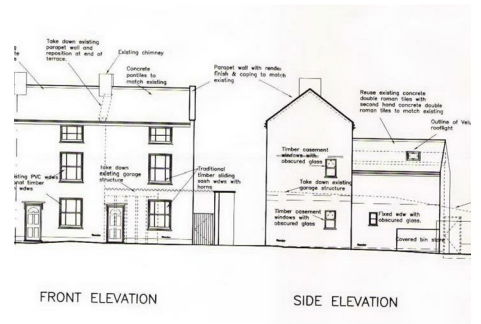 Take down existing
parapet wall and
reposition at end of
terrace.
Existing chimney
Concrete
pantiles to
match existing
Parapet wall with render
finish & coping to match
existing
Reuse existing concrete
double roman tiles with
second hand concrete double
roman tiles to match existing
Outline of
rooflight
Timber casement
windows with
obscured glass.
Take down
existing garage
structure
Traditional
timber sliding
sash wdws with
horns
PVC wdws
timber
wdws
Take down existing
garage structure
Timber casement
windows with
obscured glass
Fixed wdw with
obscured glass.
Covered bin store
FRONT ELEVATION
SIDE ELEVATION